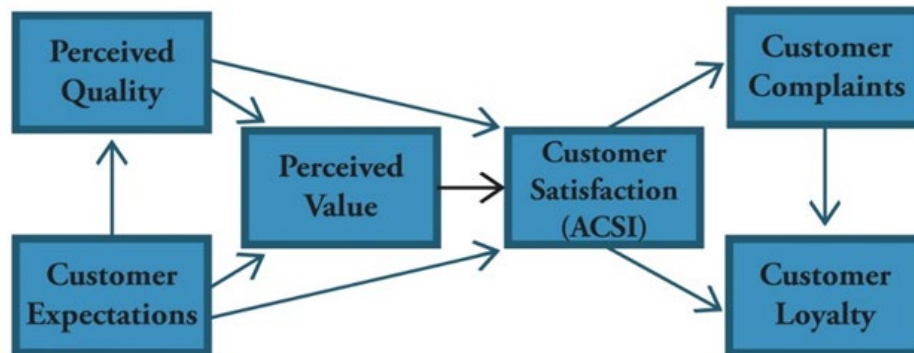 Perceived
Quality
Customer
Complaints
Perceived
Value
Customer
Satisfaction
(ACSI)
Customer
Expectations
Customer
Loyalty